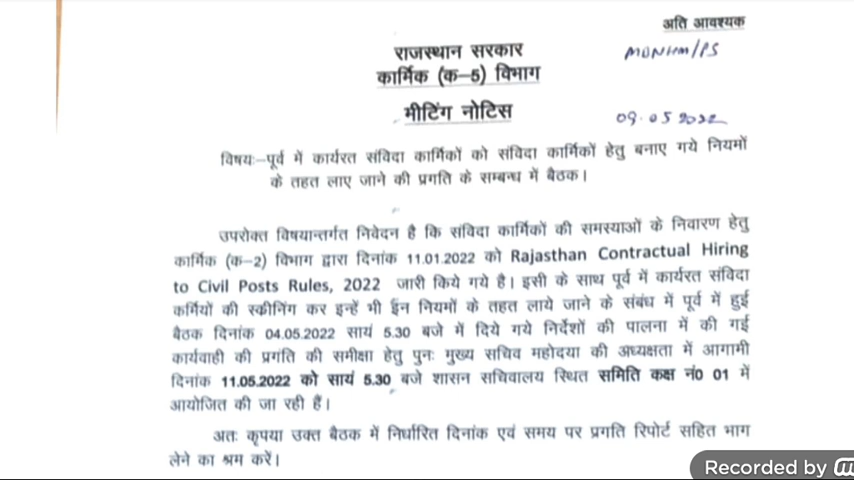 अति आवश्यक
राजस्थान सरकार
कार्मिक (क–5) विभाग
मीटिंग नोटिस
09.05.2022
विषयः–पूर्व में कार्यरत संविदा कार्मिकों को संविदा कार्मिकों हेतु बनाए गये नियमों
के तहत लाए जाने की प्रगति के सम्बन्ध में बैठक।
उपरोक्त विषयान्तर्गत निवेदन है कि संविदा कार्मिकों की समस्याओं के निवारण हेतु
कार्मिक (क–2) विभाग द्वारा दिनांक 11.01.2022 को Rajasthan Contractual Hiring
to Civil Posts Rules, 2022 जारी किये गये है। इसी के साथ पूर्व में कार्यरत संविदा
कर्मियों की स्कीनिंग कर इन्हें भी ईन नियमों के तहत लाये जाने के संबंध में पूर्व में हुई
बैठक दिनांक 04.05.2022 सायं 5.30 बजे में दिये गये निर्देशों की पालना में की गई
कार्यवाही की प्रगंति की समीक्षा हेतु पुनः मुख्य सचिव महोदया की अध्यक्षता में आगामी
दिनांक 11.05.2022 को सायं 5.30 बजे शासन सचिवालय स्थित समिति कक्ष नं0 01 में
आयोजित की जा रही हैं।
अतः कृपया उक्त बैठक में निर्धारित दिनांक एवं समय पर प्रगति रिपोर्ट सहित भाग
लेने का श्रम करें।
Recorded by